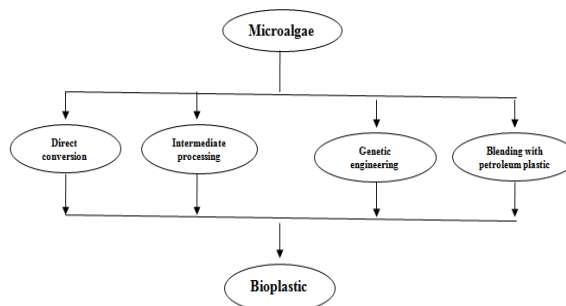 Microalgae
Direct
conversion
Intermediate
processing
Genetic
engineering
Blending with
petroleum plastic
Bioplastic